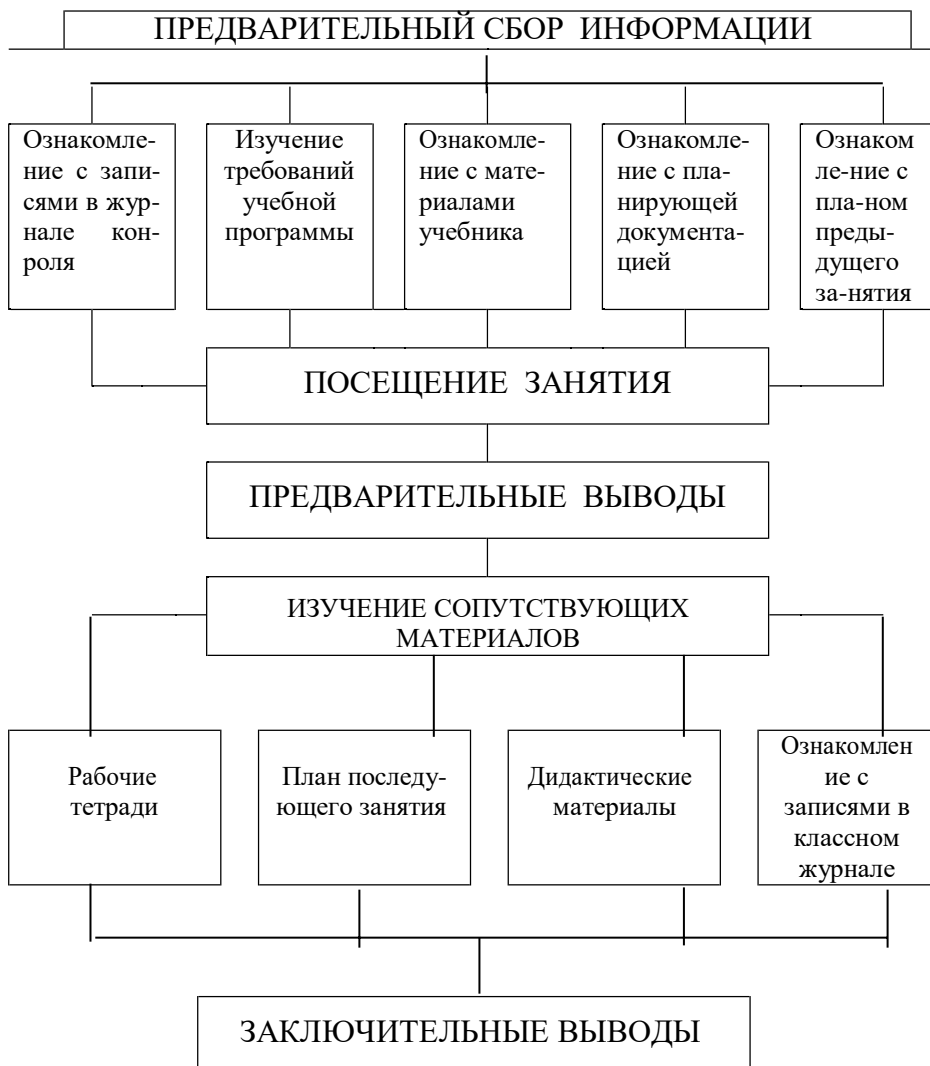 ПРЕДВАРИТЕЛЬНЫЙ СБОР ИНФОРМАЦИИ
Ознакомле-
ние с запи-
сями в жур-
нале кон-
роля
Изучение
требований
учебной
программы
Ознакомле-
ние с мате-
риалами
учебника
Ознакомле-
ние с пла-
нирующей
документа-
цией
Ознаком
ле-ние с
пла-ном
преды-
дущего
за-нятия
ПОСЕЩЕНИЕ ЗАНЯТИЯ
ПРЕДВАРИТЕЛЬНЫЕ ВЫВОДЫ
ИЗУЧЕНИЕ СОПУТСТВУЮЩИХ
МАТЕРИАЛОВ
Рабочие
тетради
План последу-
ющего занятия
Дидактические
материалы
Ознакомлен
ие с
записями в
классном
журнале
ЗАКЛЮЧИТЕЛЬНЫЕ ВЫВОДЫ